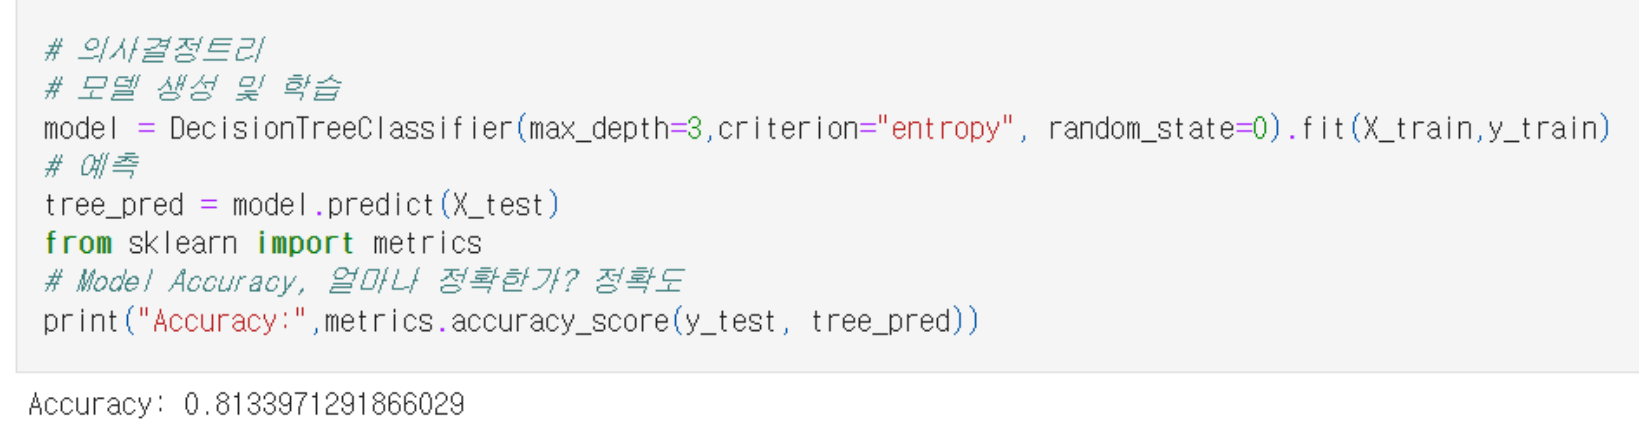 # 의사결정트리
# 모델 생성 및 학습
model = DecisionTreeClassifier(max_depth=3,criterion="entropy", random_state=0).fit(X_train,y_train)
# 예측
tree_pred = model.predict(X_test)
from sklearn import metrics
# Model Accuracy, 얼마나 정확한가? 정확도
print("Accuracy:",metrics.accuracy_score(y_test, tree_pred))
Accuracy: 0.8133971291866029